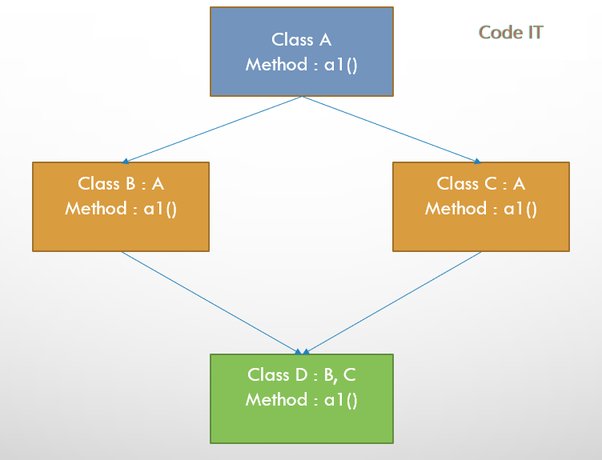 Code IT
Class A
Method : a1()
Class B : A
Method : a1()
Class C : A
Method : a1()
Class D : B, C
Method : a1()